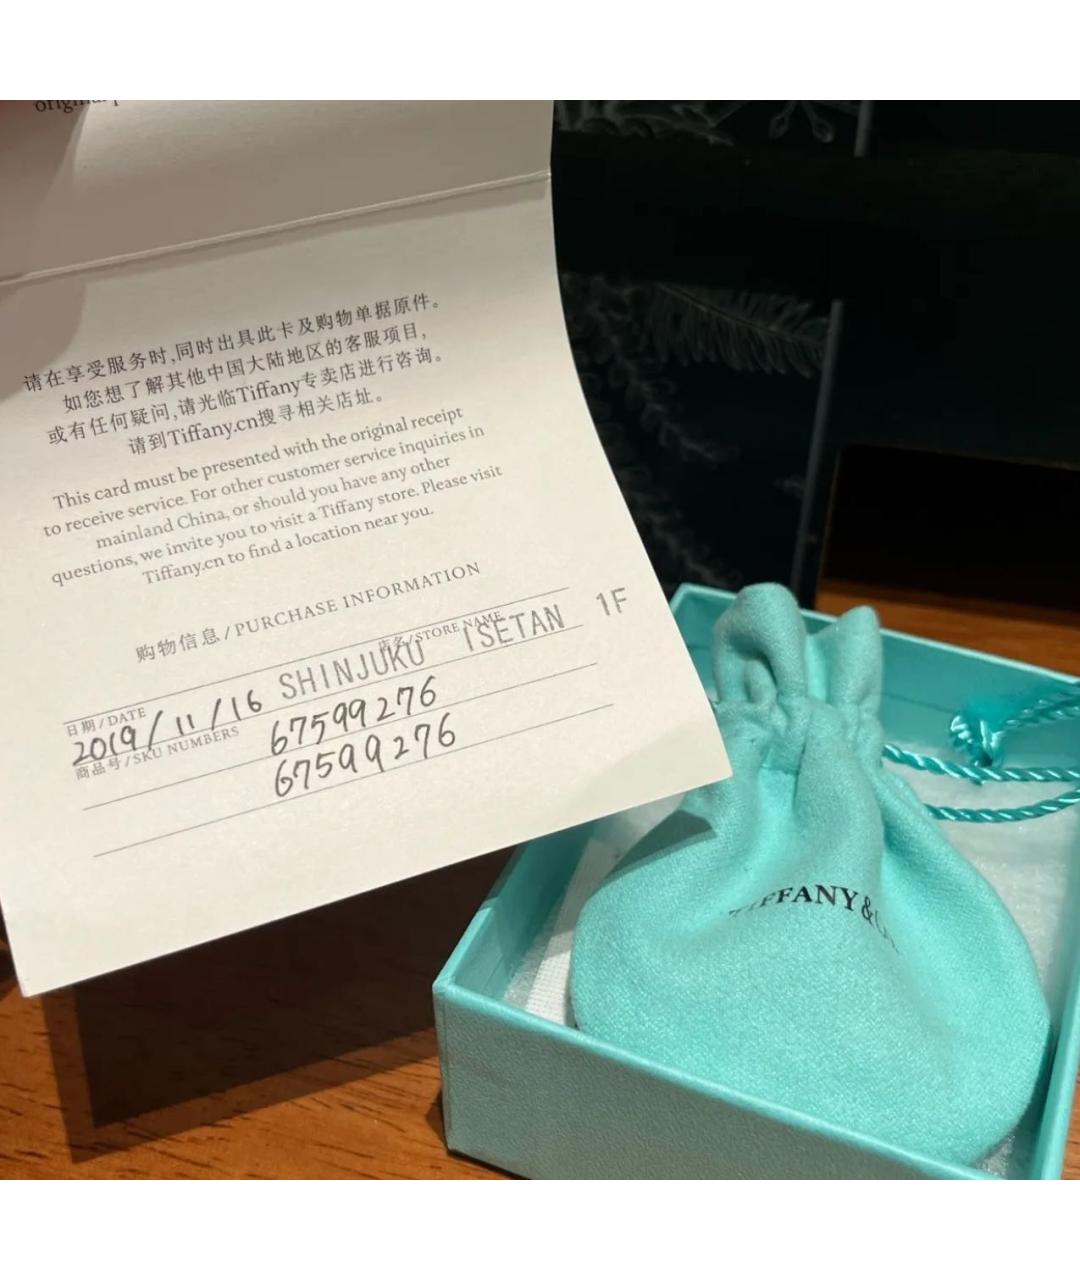 请在享受服务时,同时出具此卡及购物单据原件。
如您想了解其他中国大陆地区的客服项目,
或有任何疑问,请光临Tiffany专卖店进行咨询。
请到Tiffany.cn搜寻相关店址。
This card must be presented with the original receipt
to receive service. For other customer service inquiries in
mainland China, or should you have any other
questions, we invite you to visit a Tiffany store. Please visit
Tiffany.cn to find a location near you.
购物信息/PURCHASE INFORMATION
日期/DATE 店名/STORE NAME
2019/11/16 SHINJUKU ISETAN 1F
商品号/SKU NUMBERS 67599276
67599276
TIFFANY&